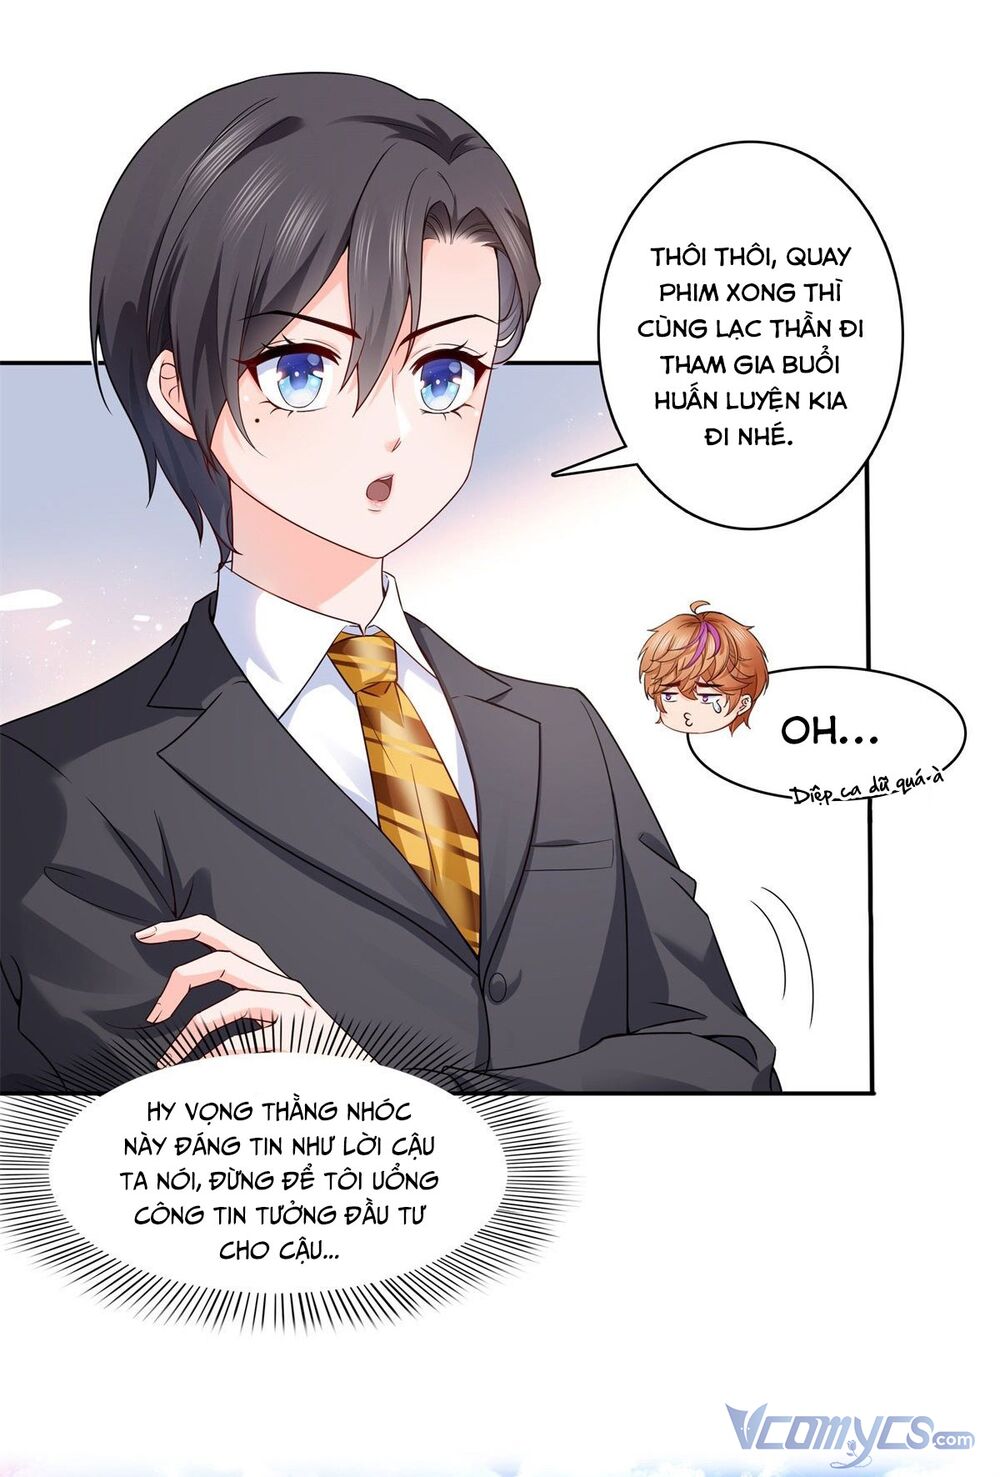 THÔI THÔI, QUAY
PHIM XONG THÌ
CÙNG LẠC THẦN ĐI
THAM GIA BUỔI
HUẤN LUYỆN KIA
ĐI NHÉ.
OH...
Diệp ca dữ quá à
HY VỌNG THẰNG NHÓC
NÀY ĐÁNG TIN NHƯ LỜI CẬU
TA NÓI, ĐỪNG ĐỂ TÔI UỔNG
CÔNG TIN TƯỞNG ĐẦU TƯ
CHO CẬU...
VCOMYCS.com